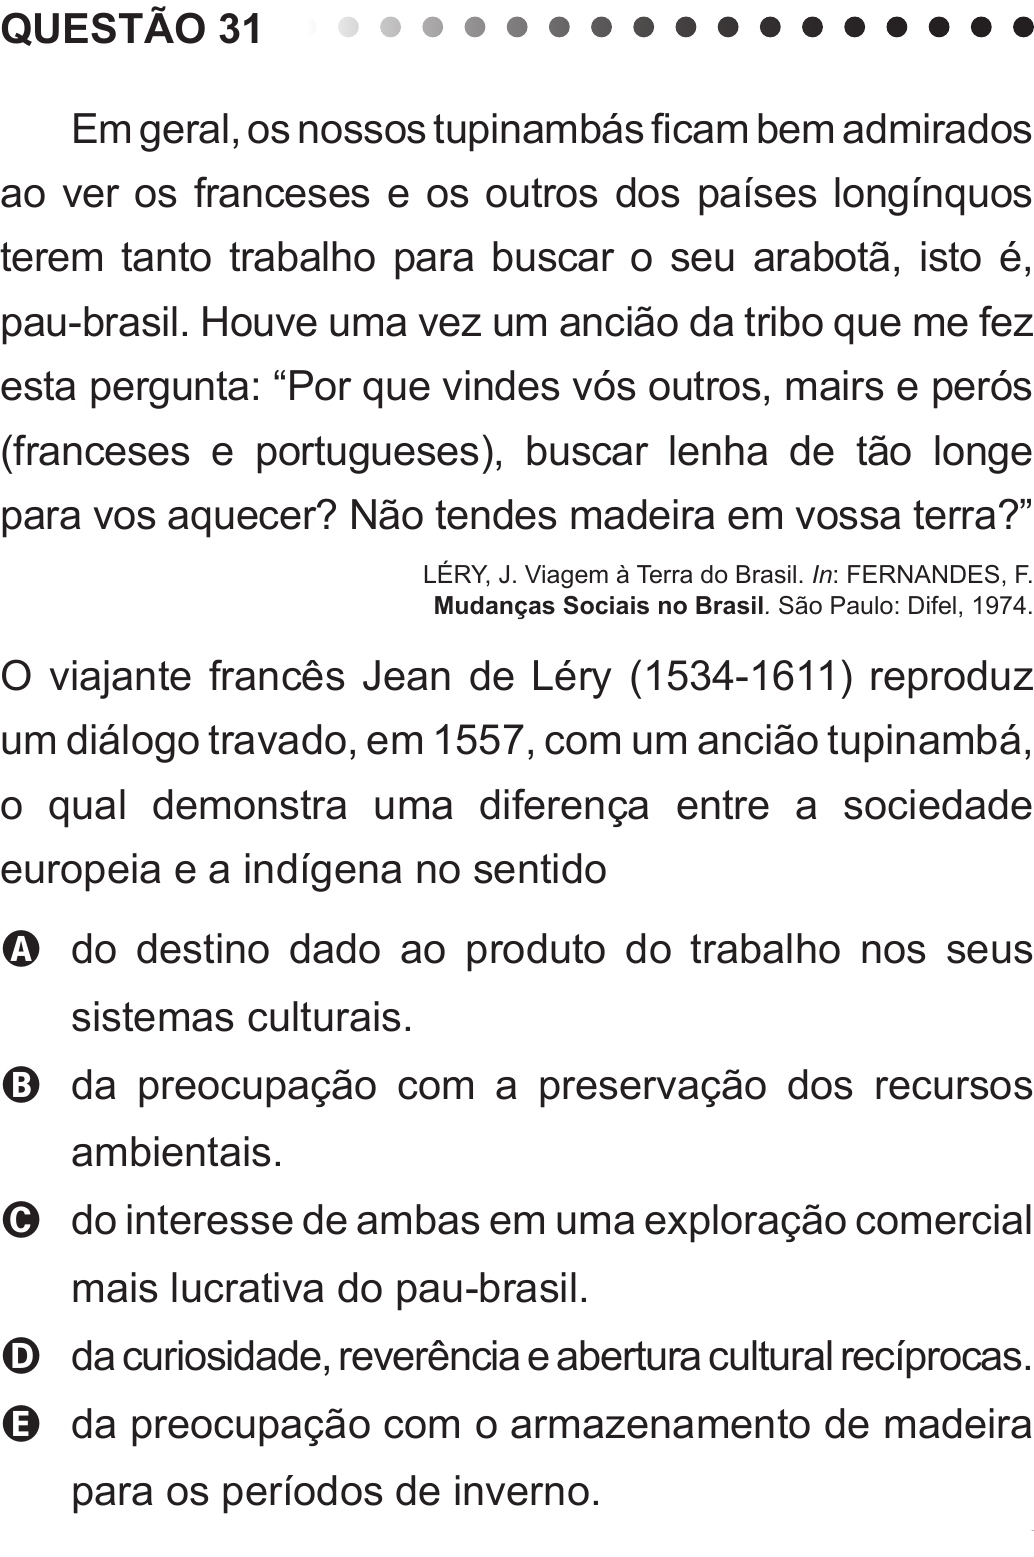 QUESTÃO 31
Em geral, os nossos tupinambás ficam bem admirados
ao ver os franceses e os outros dos países longínquos
terem tanto trabalho para buscar o seu arabotã, isto é,
pau-brasil. Houve uma vez um ancião da tribo que me fez
esta pergunta: “Por que vindes vós outros, mairs e perós
(franceses e portugueses), buscar lenha de tão longe
para vos aquecer? Não tendes madeira em vossa terra?”
LÉRY, J. Viagem à Terra do Brasil. In: FERNANDES, F.
Mudanças Sociais no Brasil. São Paulo: Difel, 1974.
O viajante francês Jean de Léry (1534-1611) reproduz
um diálogo travado, em 1557, com um ancião tupinambá,
o qual demonstra uma diferença entre a sociedade
europeia e a indígena no sentido
A do destino dado ao produto do trabalho nos seus
sistemas culturais.
B da preocupação com a preservação dos recursos
ambientais.
C do interesse de ambas em uma exploração comercial
mais lucrativa do pau-brasil.
D da curiosidade, reverência e abertura cultural recíprocas.
E da preocupação com o armazenamento de madeira
para os períodos de inverno.